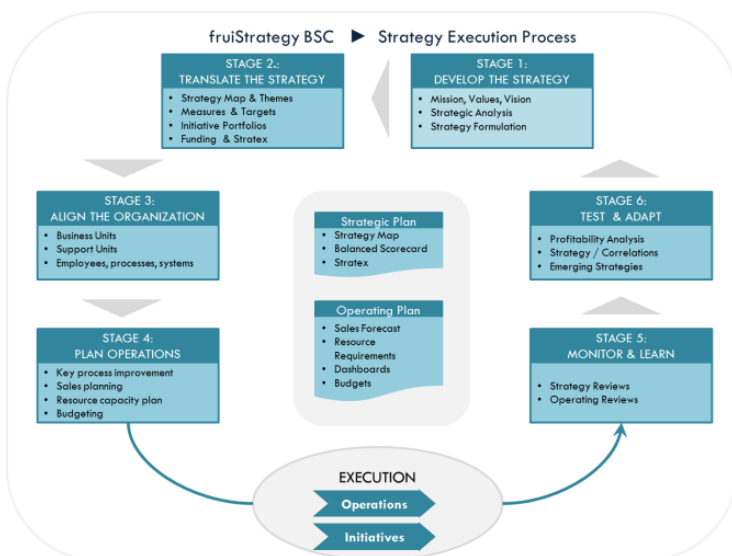 fruiStrategy BSC ► Strategy Execution Process
STAGE 2.:
TRANSLATE THE STRATEGY
• Strategy Map & Themes
• Measures & Targets
• Initiative Portfolios
• Funding & Stratex
STAGE 1:
DEVELOP THE STRATEGY
• Mission, Values, Vision
• Strategic Analysis
• Strategy Formulation
STAGE 3:
ALIGN THE ORGANIZATION
• Business Units
• Support Units
• Employees, processes, systems
Strategic Plan
• Strategy Map
• Balanced Scorecard
• Stratex
STAGE 6:
TEST & ADAPT
• Profitability Analysis
• Strategy / Correlations
• Emerging Strategies
STAGE 4:
PLAN OPERATIONS
• Key process improvement
• Sales planning
• Resource capacity plan
• Budgeting
Operating Plan
• Sales Forecast
• Resource
Requirements
• Dashboards
• Budgets
STAGE 5:
MONITOR & LEARN
• Strategy Reviews
• Operating Reviews
EXECUTION
Operations
Initiatives